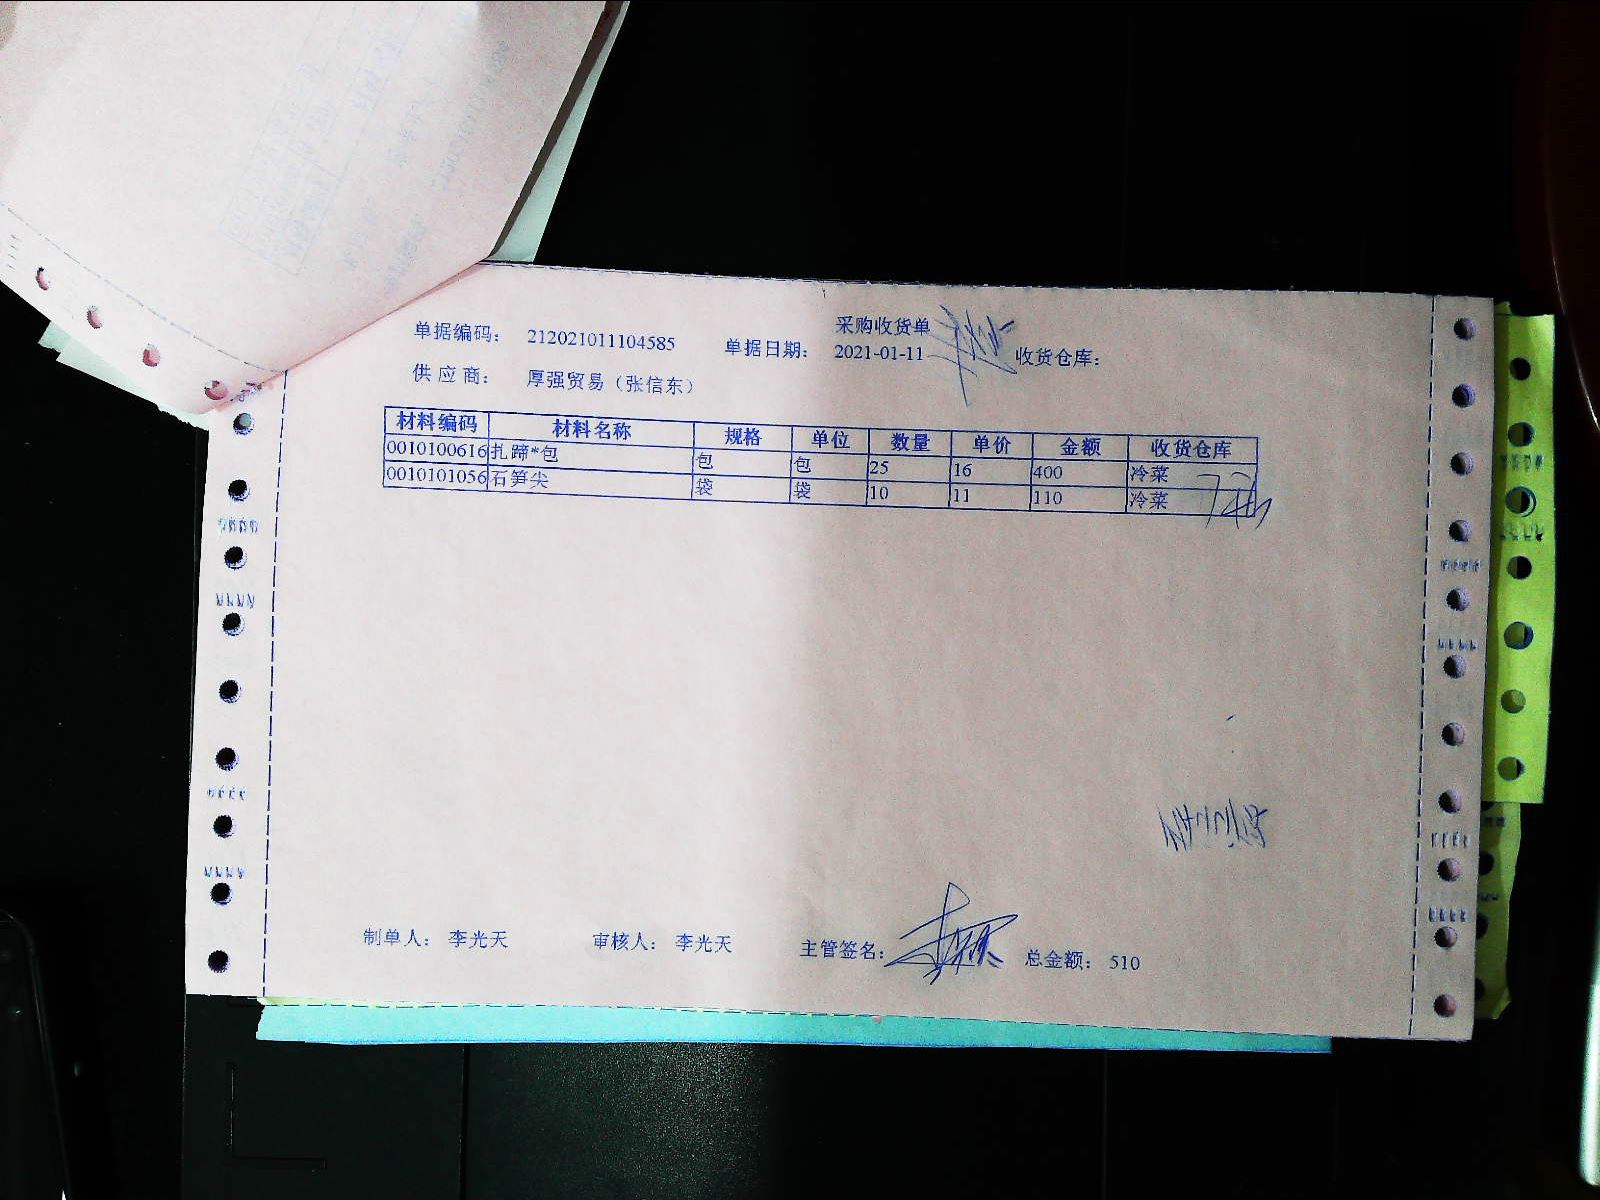 采购收货单
单据编码： 212021011104585 单据日期： 2021-01-11 收货仓库：
供 应 商： 厚强贸易（张信东）
材料编码 材料名称 规格 单位 数量 单价 金额 收货仓库
0010100616 扎蹄*包 包 包 25 16 400 冷菜
0010101056 石笋尖 袋 袋 10 11 110 冷菜
制单人： 李光天 审核人： 李光天 主管签名： 总金额： 510